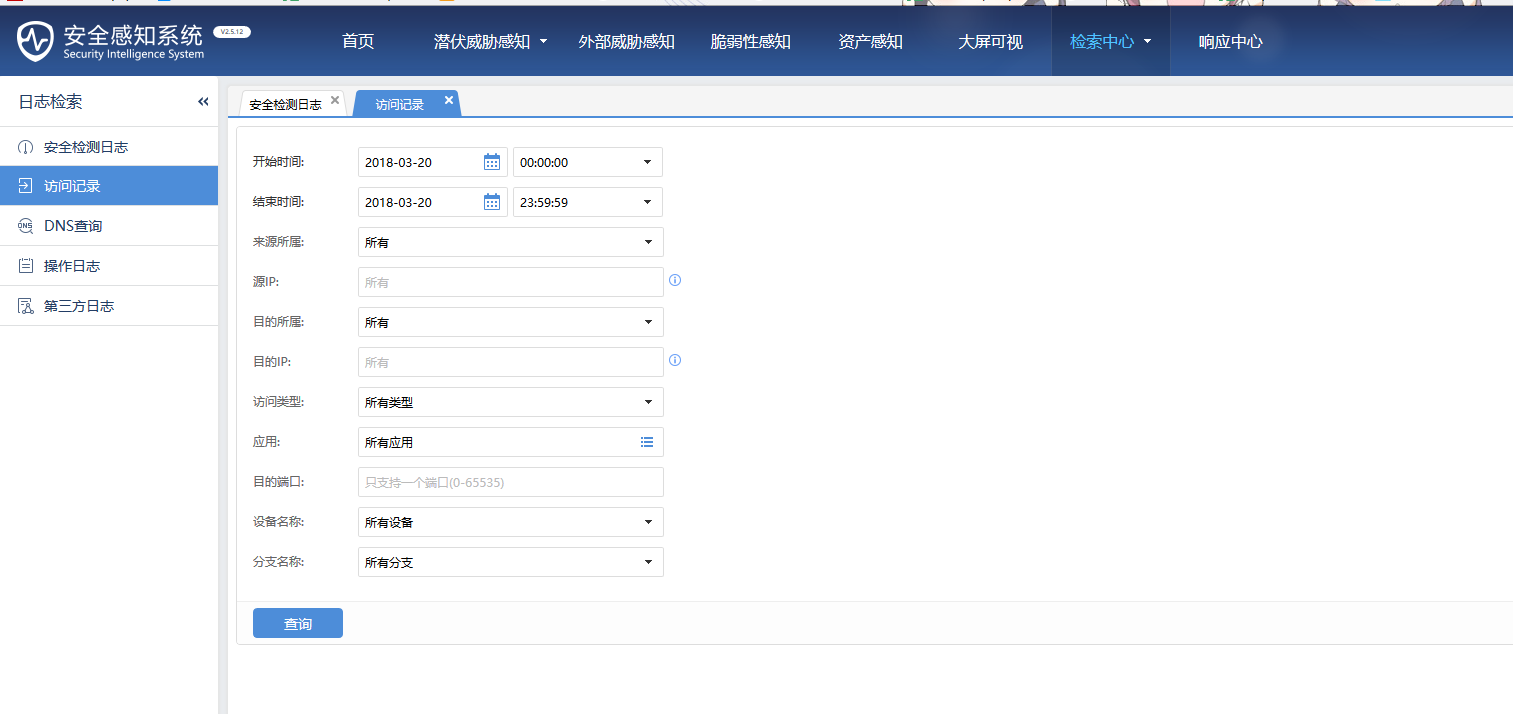 安全感知系统 V2.5.12
Security Intelligence System
首页 潜伏威胁感知 外部威胁感知 脆弱性感知 资产感知 大屏可视 检索中心 响应中心
日志检索
安全检测日志
访问记录
DNS查询
操作日志
第三方日志
安全检测日志 访问记录
开始时间: 2018-03-20 00:00:00
结束时间: 2018-03-20 23:59:59
来源所属: 所有
源IP: 所有
目的所属: 所有
目的IP: 所有
访问类型: 所有类型
应用: 所有应用
目的端口: 只支持一个端口(0-65535)
设备名称: 所有设备
分支名称: 所有分支
查询